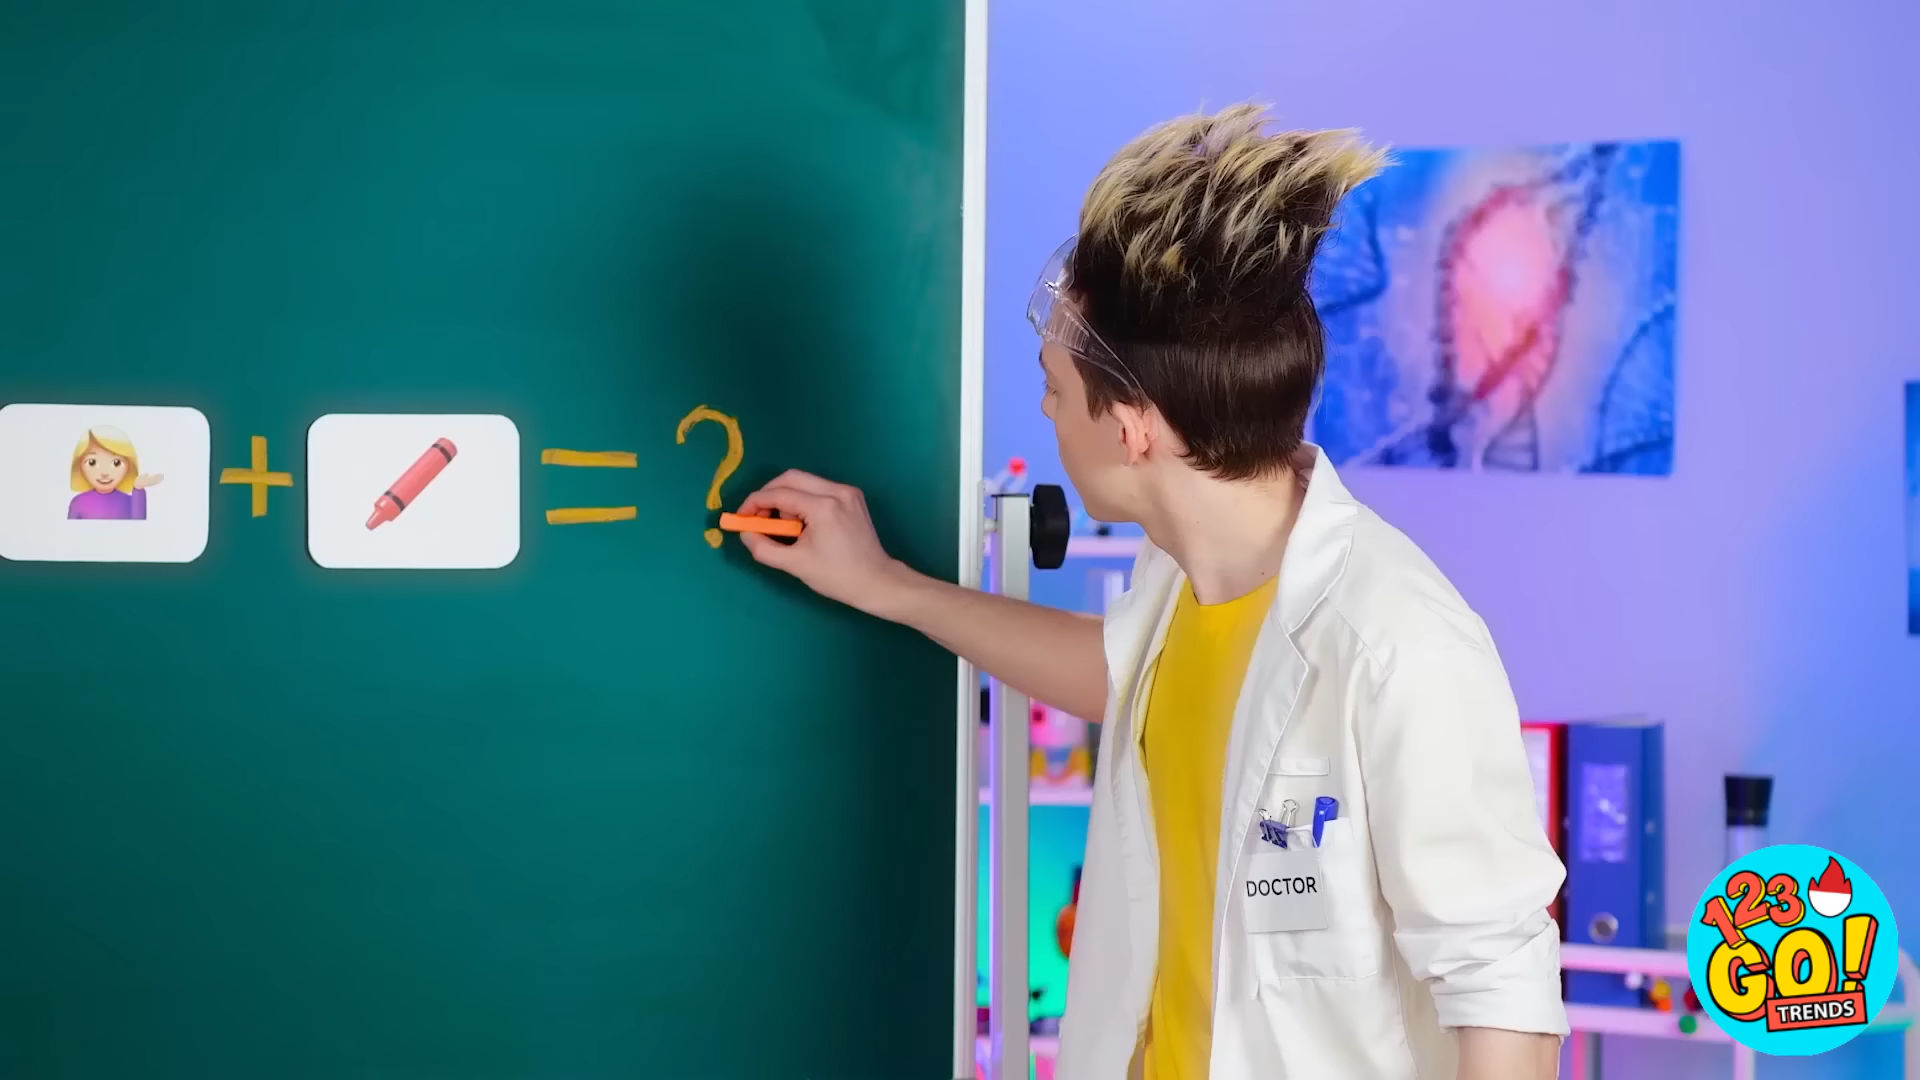 + = ?
DOCTOR
123
GO!
TRENDS